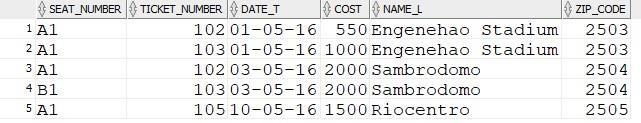 SEAT_NUMBER TICKET_NUMBER DATE_T COST NAME_L ZIP_CODE
1 A1 102 01-05-16 550 Engenehao Stadium 2503
2 A1 103 01-05-16 1000 Engenehao Stadium 2503
3 A1 102 03-05-16 2000 Sambrodomo 2504
4 B1 103 03-05-16 2000 Sambrodomo 2504
5 A1 105 10-05-16 1500 Riocentro 2505